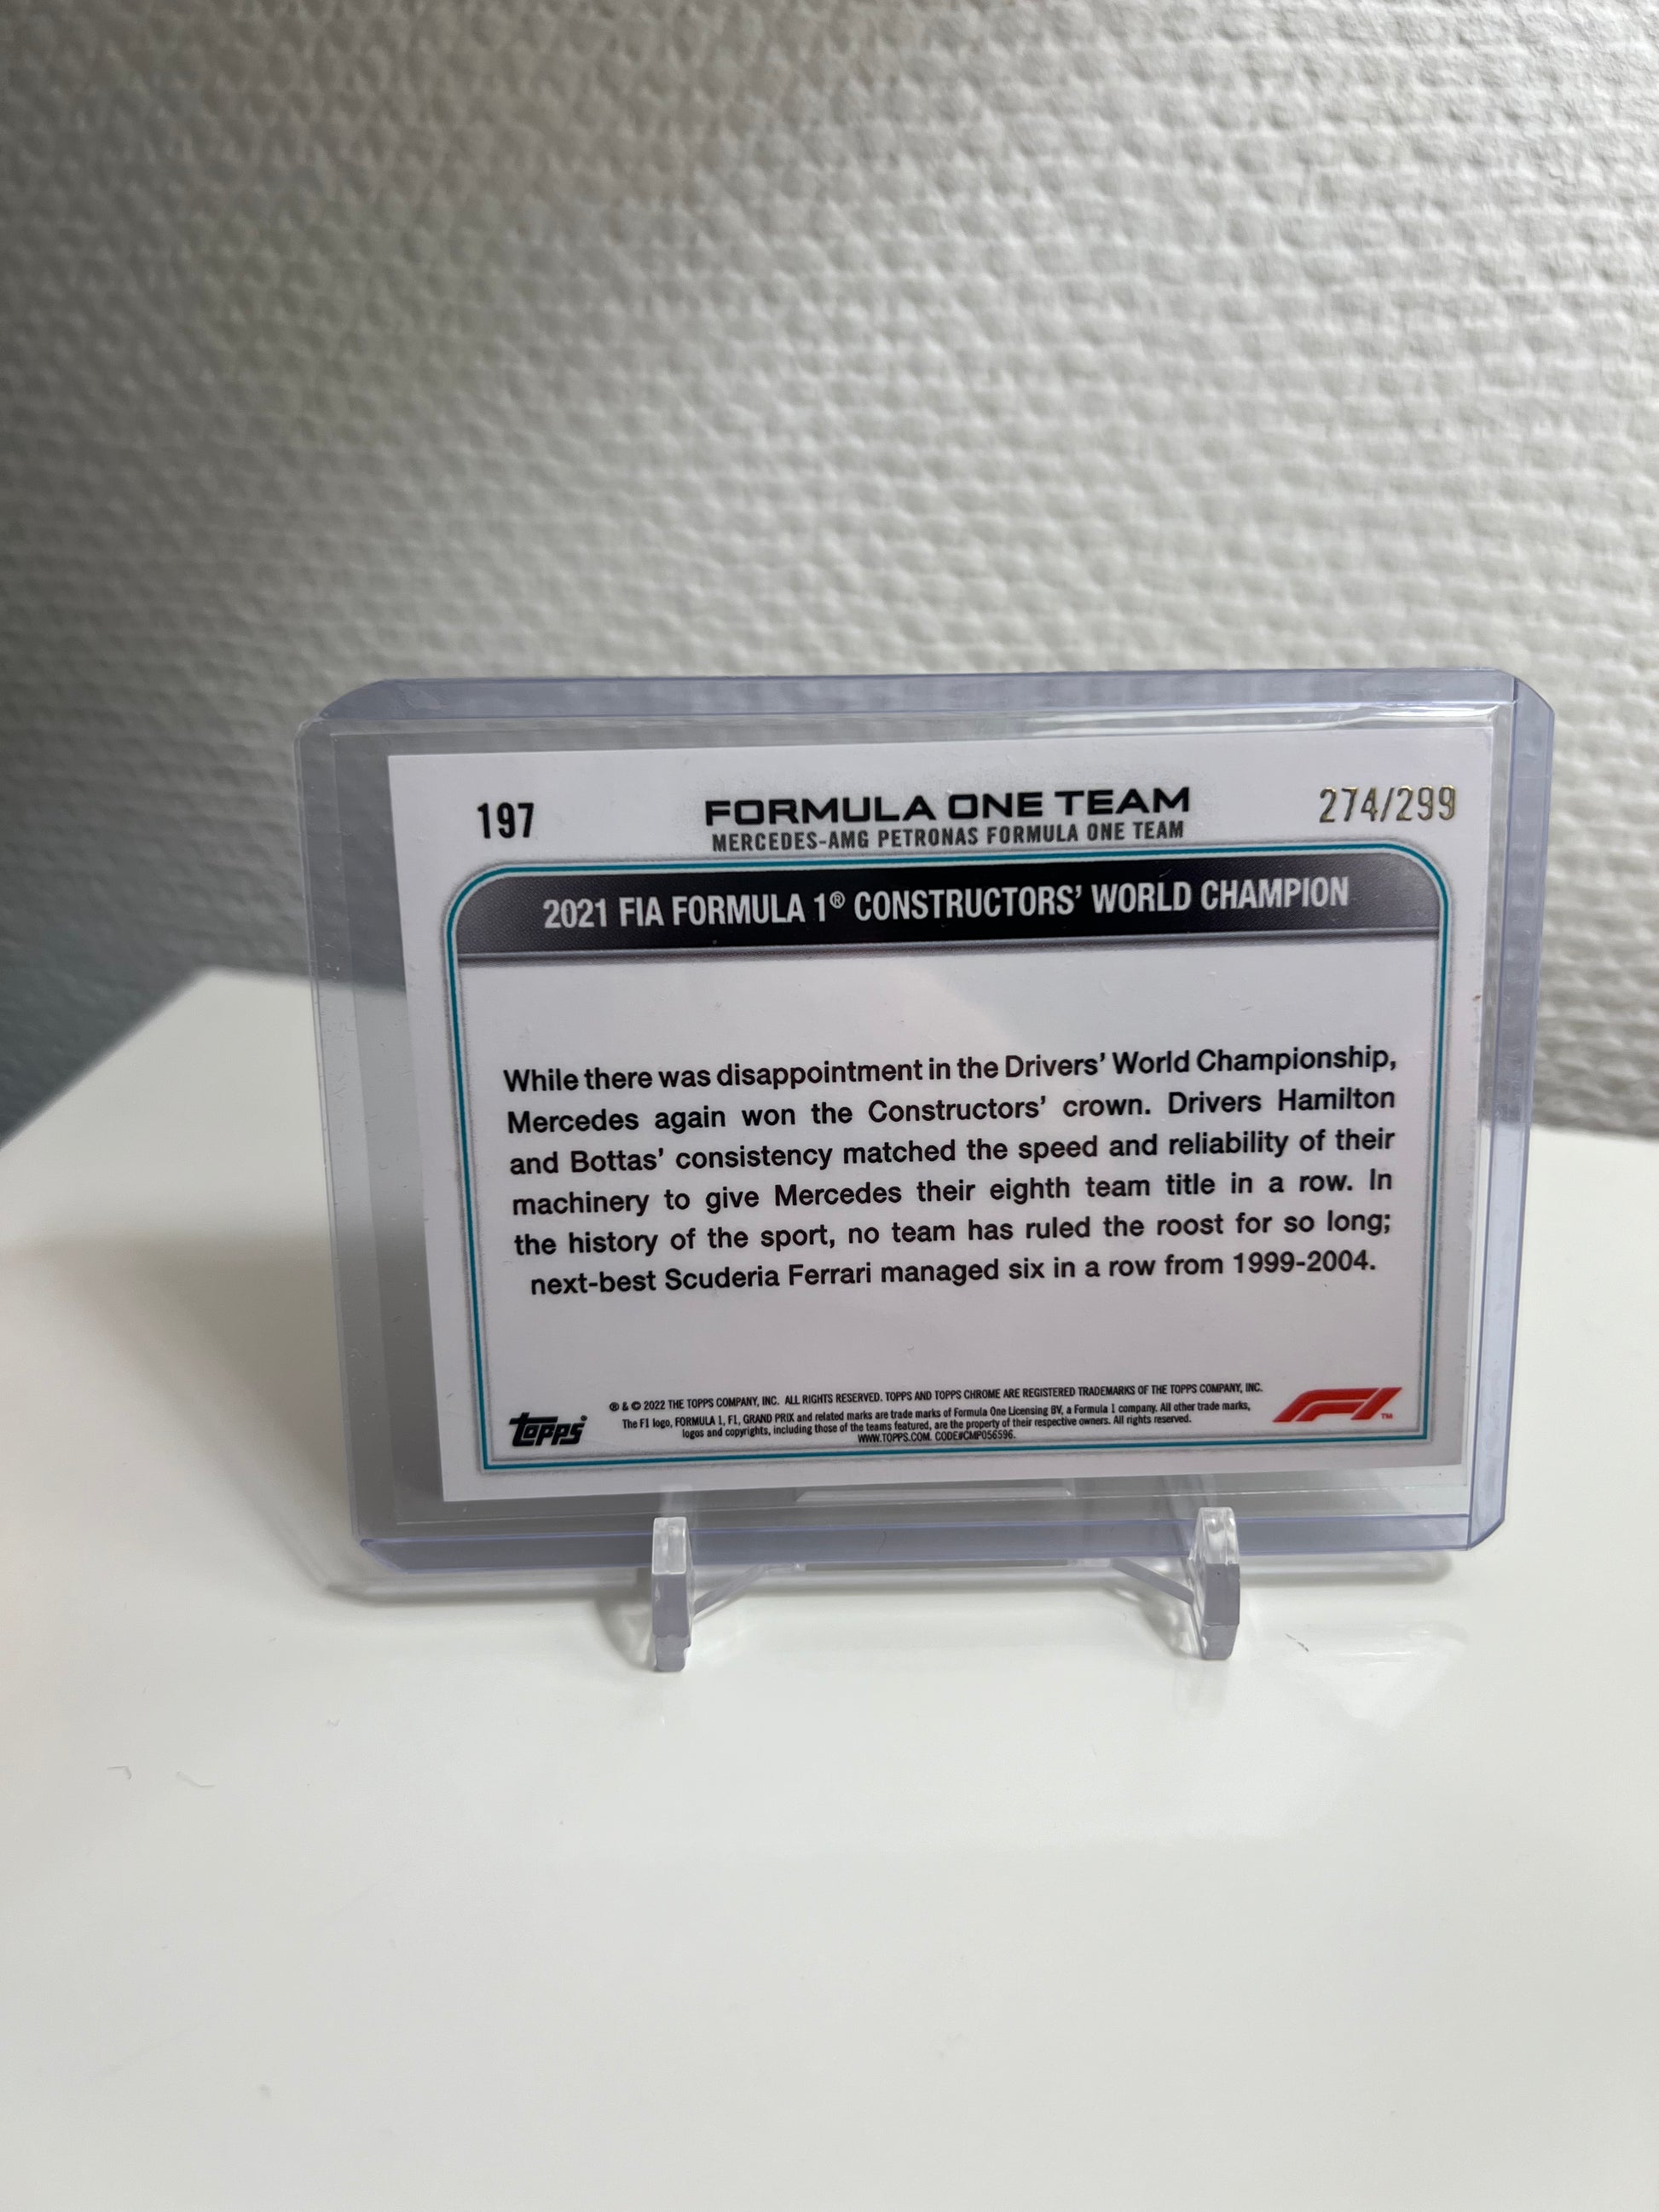 197
FORMULA ONE TEAM
274/299
MERCEDES-AMG PETRONAS FORMULA ONE TEAM
2021 FIA FORMULA 1® CONSTRUCTORS' WORLD CHAMPION
While there was disappointment in the Drivers' World Championship,
Mercedes again won the Constructors' crown. Drivers Hamilton
and Bottas' consistency matched the speed and reliability of their
machinery to give Mercedes their eighth team title in a row. In
the history of the sport, no team has ruled the roost for so long;
next-best Scuderia Ferrari managed six in a row from 1999-2004.
topps
® & © 2022 THE TOPPS COMPANY, INC. ALL RIGHTS RESERVED. TOPPS AND TOPPS CHROME ARE REGISTERED TRADEMARKS OF THE TOPPS COMPANY, INC.
The F1 logo, FORMULA 1, F1, GRAND PRIX and related marks are trade marks of Formula One Licensing BV, a Formula 1 company. All other trade marks,
logos and copyrights, including those of the teams featured, are the property of their respective owners. All rights reserved.
WWW.TOPPS.COM. CODE#CMP056596.
F1 TM